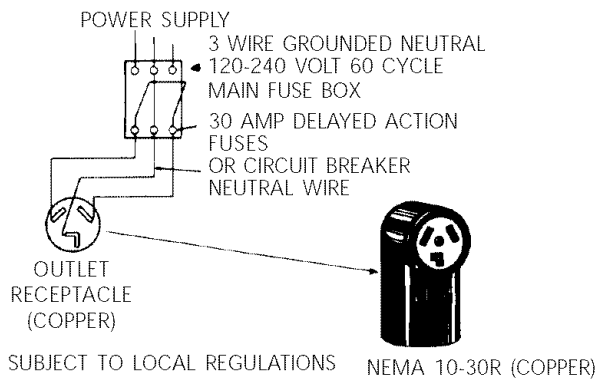 POWER SUPPLY
3 WIRE GROUNDED NEUTRAL
120-240 VOLT 60 CYCLE
MAIN FUSE BOX
30 AMP DELAYED ACTION
FUSES
OR CIRCUIT BREAKER
NEUTRAL WIRE
OUTLET
RECEPTACLE
(COPPER)
SUBJECT TO LOCAL REGULATIONS
NEMA 10-30R (COPPER)